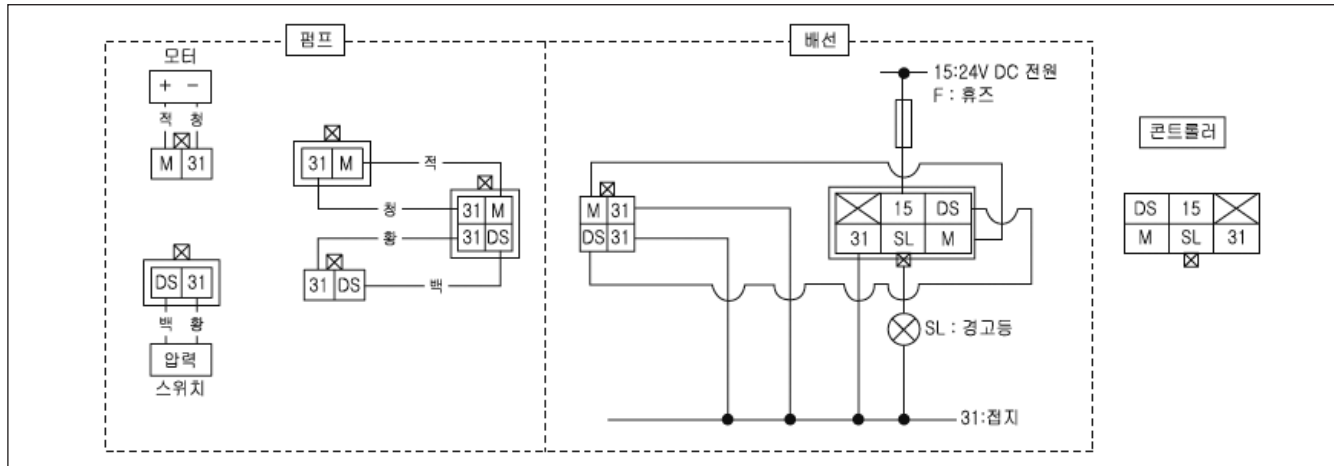 펌프
배선
모터
+ −
적 청
M 31
31 M
적
청
황
백
31 M
31 DS
31 DS
DS 31
백 황
압력
스위치
15:24V DC 전원
F : 휴즈
M 31
DS 31
15 DS
31 SL M
SL : 경고등
31:접지
콘트롤러
DS 15
M SL 31